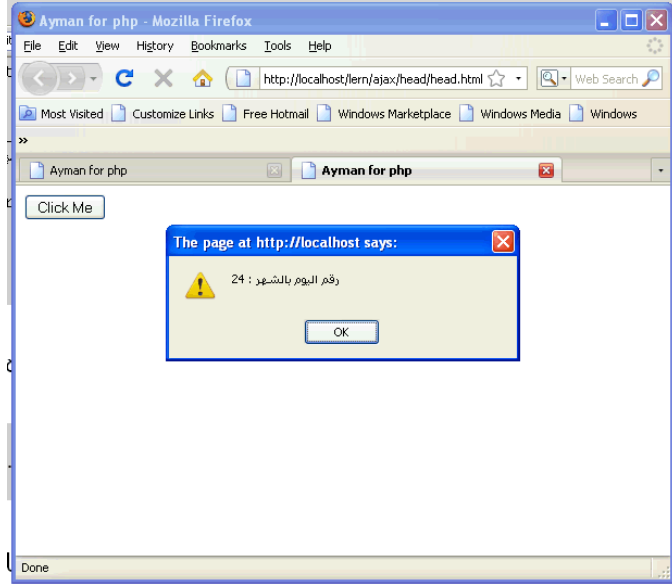 Ayman for php - Mozilla Firefox
File Edit View History Bookmarks Tools Help
http://localhost/lern/ajax/head/head.html Web Search
Most Visited Customize Links Free Hotmail Windows Marketplace Windows Media Windows
»
Ayman for php Ayman for php
Click Me
The page at http://localhost says:
رقم اليوم بالشهر : 24
OK
Done